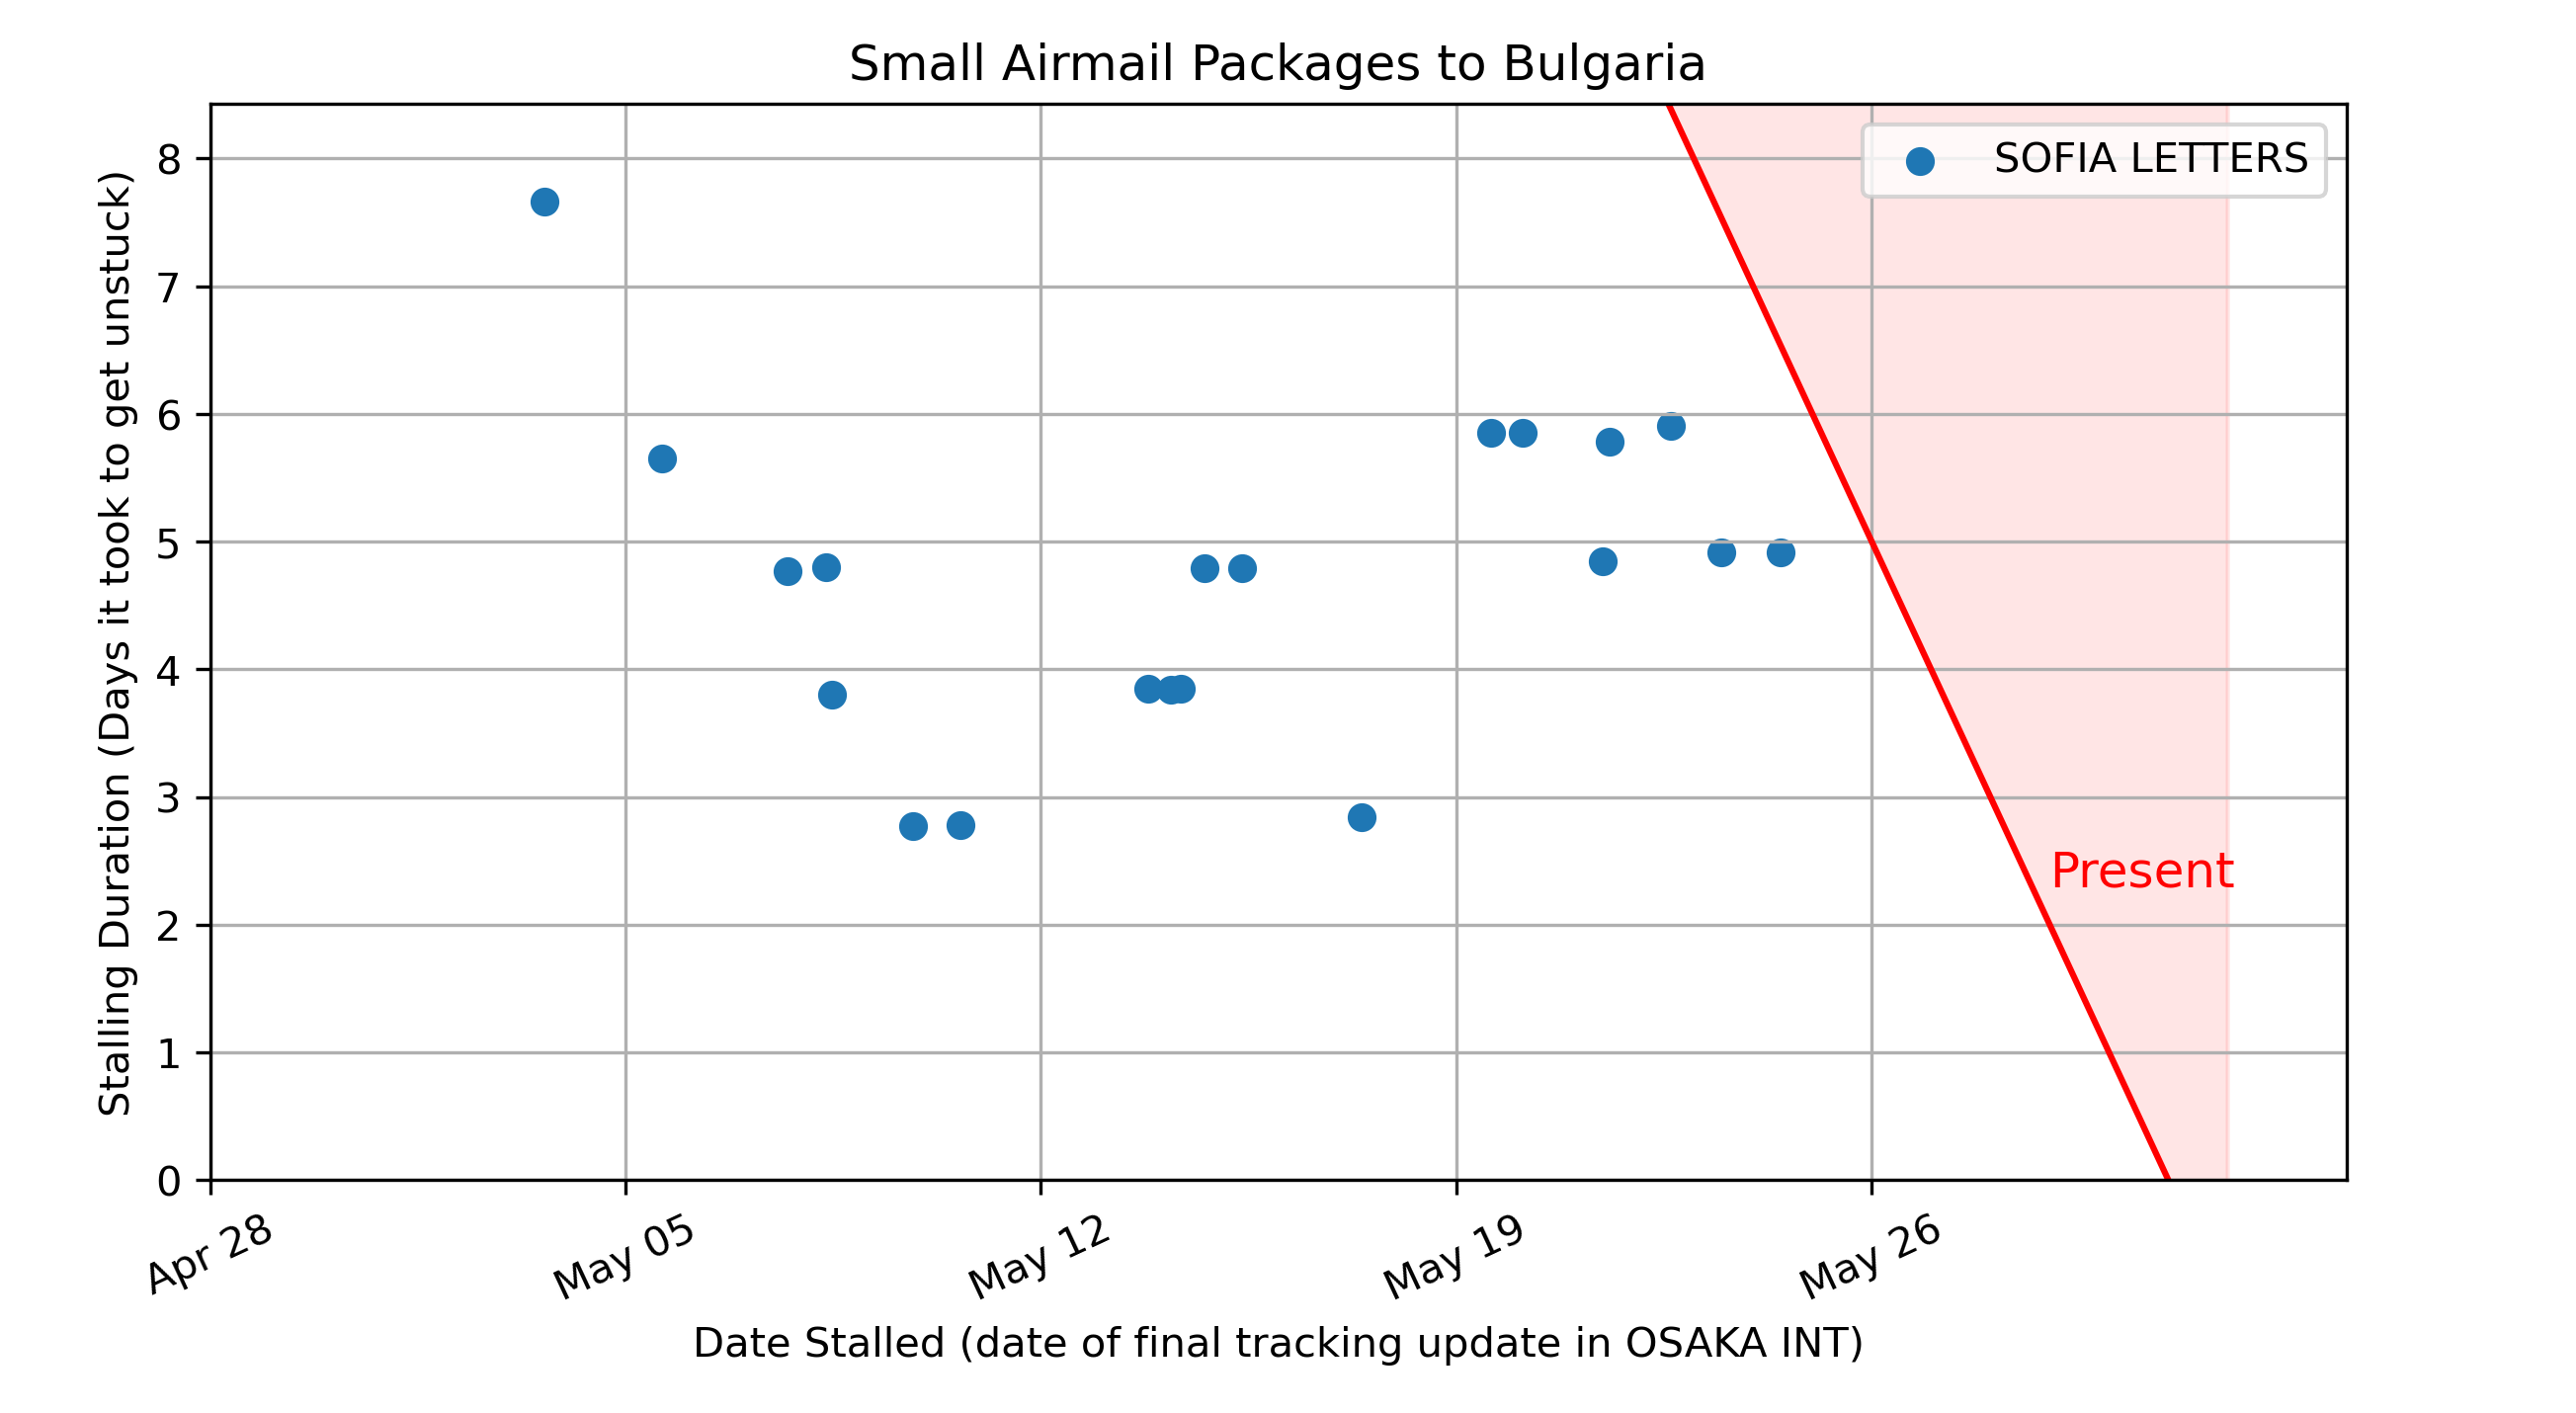 Small Airmail Packages to Bulgaria
SOFIA LETTERS
8
7
6
5
4
3
2
1
0
Stalling Duration (Days it took to get unstuck)
Present
Apr 28
May 05
May 12
May 19
May 26
Date Stalled (date of final tracking update in OSAKA INT)